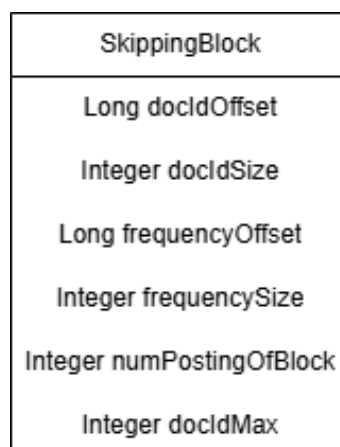 SkippingBlock
Long docIdOffset
Integer docIdSize
Long frequencyOffset
Integer frequencySize
Integer numPostingOfBlock
Integer docIdMax